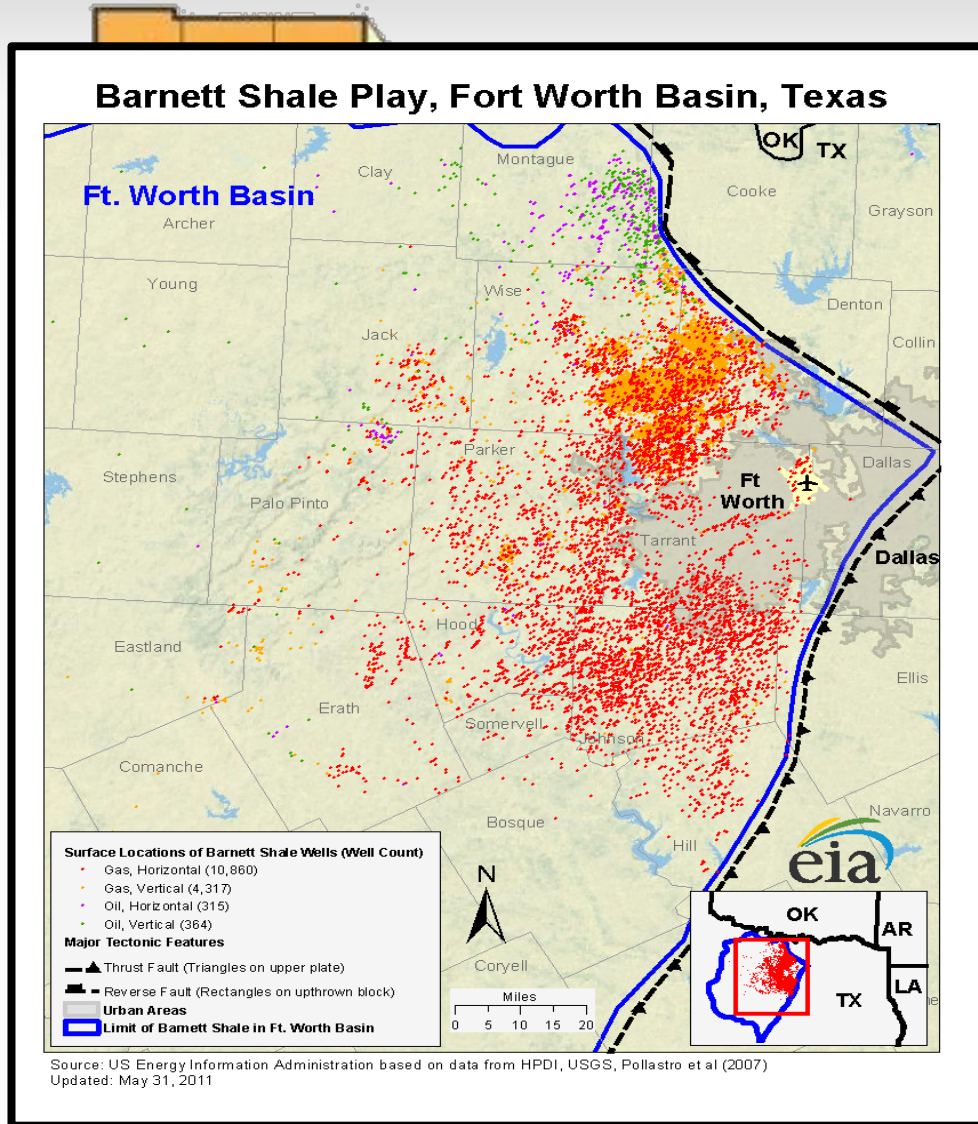 Barnett Shale Play, Fort Worth Basin, Texas
OK
TX
Montague
Clay
Cooke
Ft. Worth Basin
Archer
Grayson
Young
Wise
Denton
Jack
Collin
Parker
Dallas
Stephens
Ft
Worth
Palo Pinto
Tarrant
Dallas
Hood
Eastland
Ellis
Erath
Somervell
Johnson
Comanche
Navarro
Bosque
Hill
eia
Surface Locations of Barnett Shale Wells (Well Count)
Gas, Horizontal (10,860)
Gas, Vertical (4,317)
Oil, Horizontal (315)
Oil, Vertical (364)
Major Tectonic Features
Thrust Fault (Triangles on upper plate)
Reverse Fault (Rectangles on upthrown block)
Urban Areas
Limit of Barnett Shale in Ft. Worth Basin
N
Coryell
Miles
0 5 10 15 20
OK
AR
LA
TX
Source: US Energy Information Administration based on data from HPDI, USGS, Pollastro et al (2007)
Updated: May 31, 2011